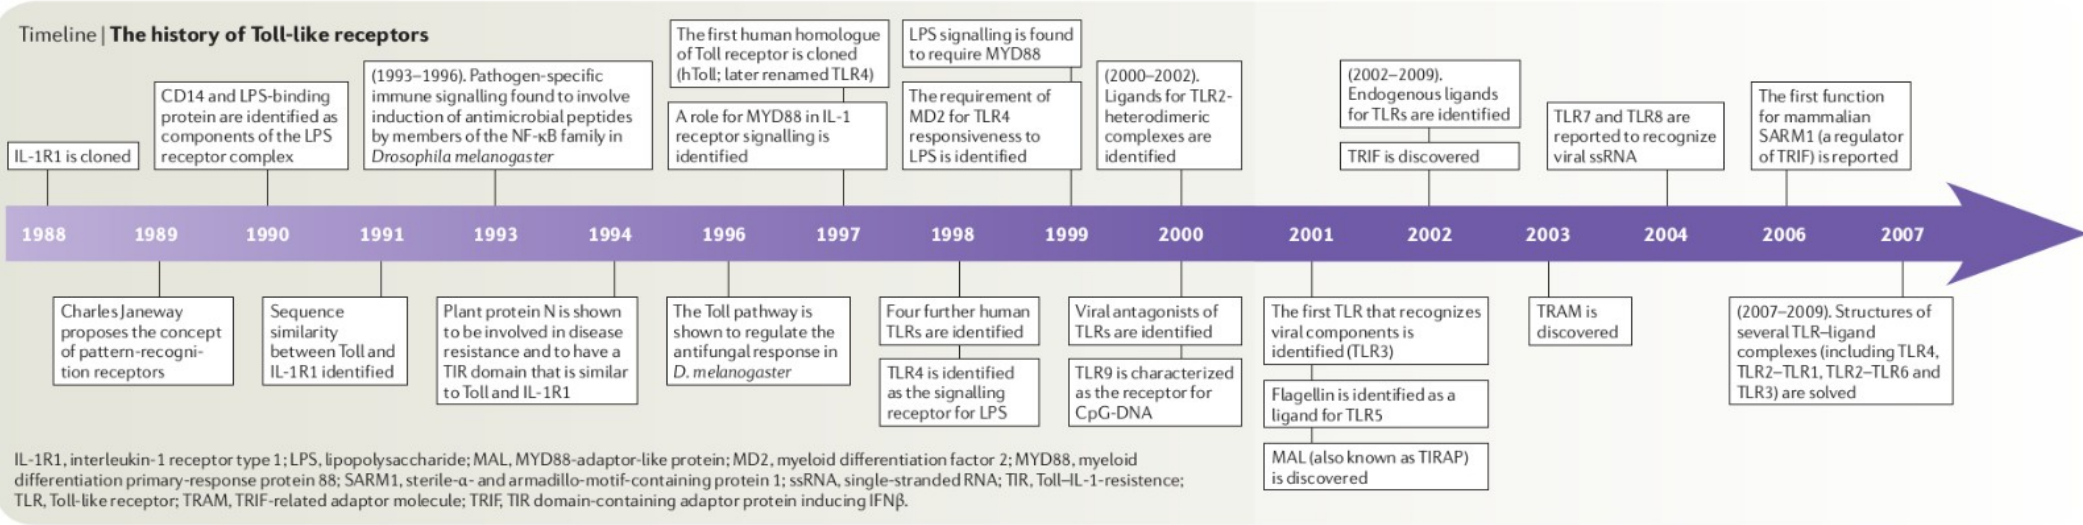 Timeline | The history of Toll-like receptors
IL-1R1 is cloned
CD14 and LPS-binding
protein are identified as
components of the LPS
receptor complex
(1993–1996). Pathogen-specific
immune signalling found to involve
induction of antimicrobial peptides
by members of the NF-κB family in
Drosophila melanogaster
The first human homologue
of Toll receptor is cloned
(hToll; later renamed TLR4)
A role for MYD88 in IL-1
receptor signalling is
identified
LPS signalling is found
to require MYD88
The requirement of
MD2 for TLR4
responsiveness to
LPS is identified
(2000–2002).
Ligands for TLR2-
heterodimeric
complexes are
identified
(2002–2009).
Endogenous ligands
for TLRs are identified
TRIF is discovered
TLR7 and TLR8 are
reported to recognize
viral ssRNA
The first function
for mammalian
SARM1 (a regulator
of TRIF) is reported
1988 1989 1990 1991 1993 1994 1996 1997 1998 1999 2000 2001 2002 2003 2004 2006 2007
Charles Janeway
proposes the concept
of pattern-recogni-
tion receptors
Sequence
similarity
between Toll and
IL-1R1 identified
Plant protein N is shown
to be involved in disease
resistance and to have a
TIR domain that is similar
to Toll and IL-1R1
The Toll pathway is
shown to regulate the
antifungal response in
D. melanogaster
Four further human
TLRs are identified
TLR4 is identified
as the signalling
receptor for LPS
Viral antagonists of
TLRs are identified
TLR9 is characterized
as the receptor for
CpG-DNA
The first TLR that recognizes
viral components is
identified (TLR3)
Flagellin is identified as a
ligand for TLR5
MAL (also known as TIRAP)
is discovered
TRAM is
discovered
(2007–2009). Structures of
several TLR–ligand
complexes (including TLR4,
TLR2–TLR1, TLR2–TLR6 and
TLR3) are solved
IL-1R1, interleukin-1 receptor type 1; LPS, lipopolysaccharide; MAL, MYD88-adaptor-like protein; MD2, myeloid differentiation factor 2; MYD88, myeloid
differentiation primary-response protein 88; SARM1, sterile-α- and armadillo-motif-containing protein 1; ssRNA, single-stranded RNA; TIR, Toll–IL-1-resistence;
TLR, Toll-like receptor; TRAM, TRIF-related adaptor molecule; TRIF, TIR domain-containing adaptor protein inducing IFNβ.